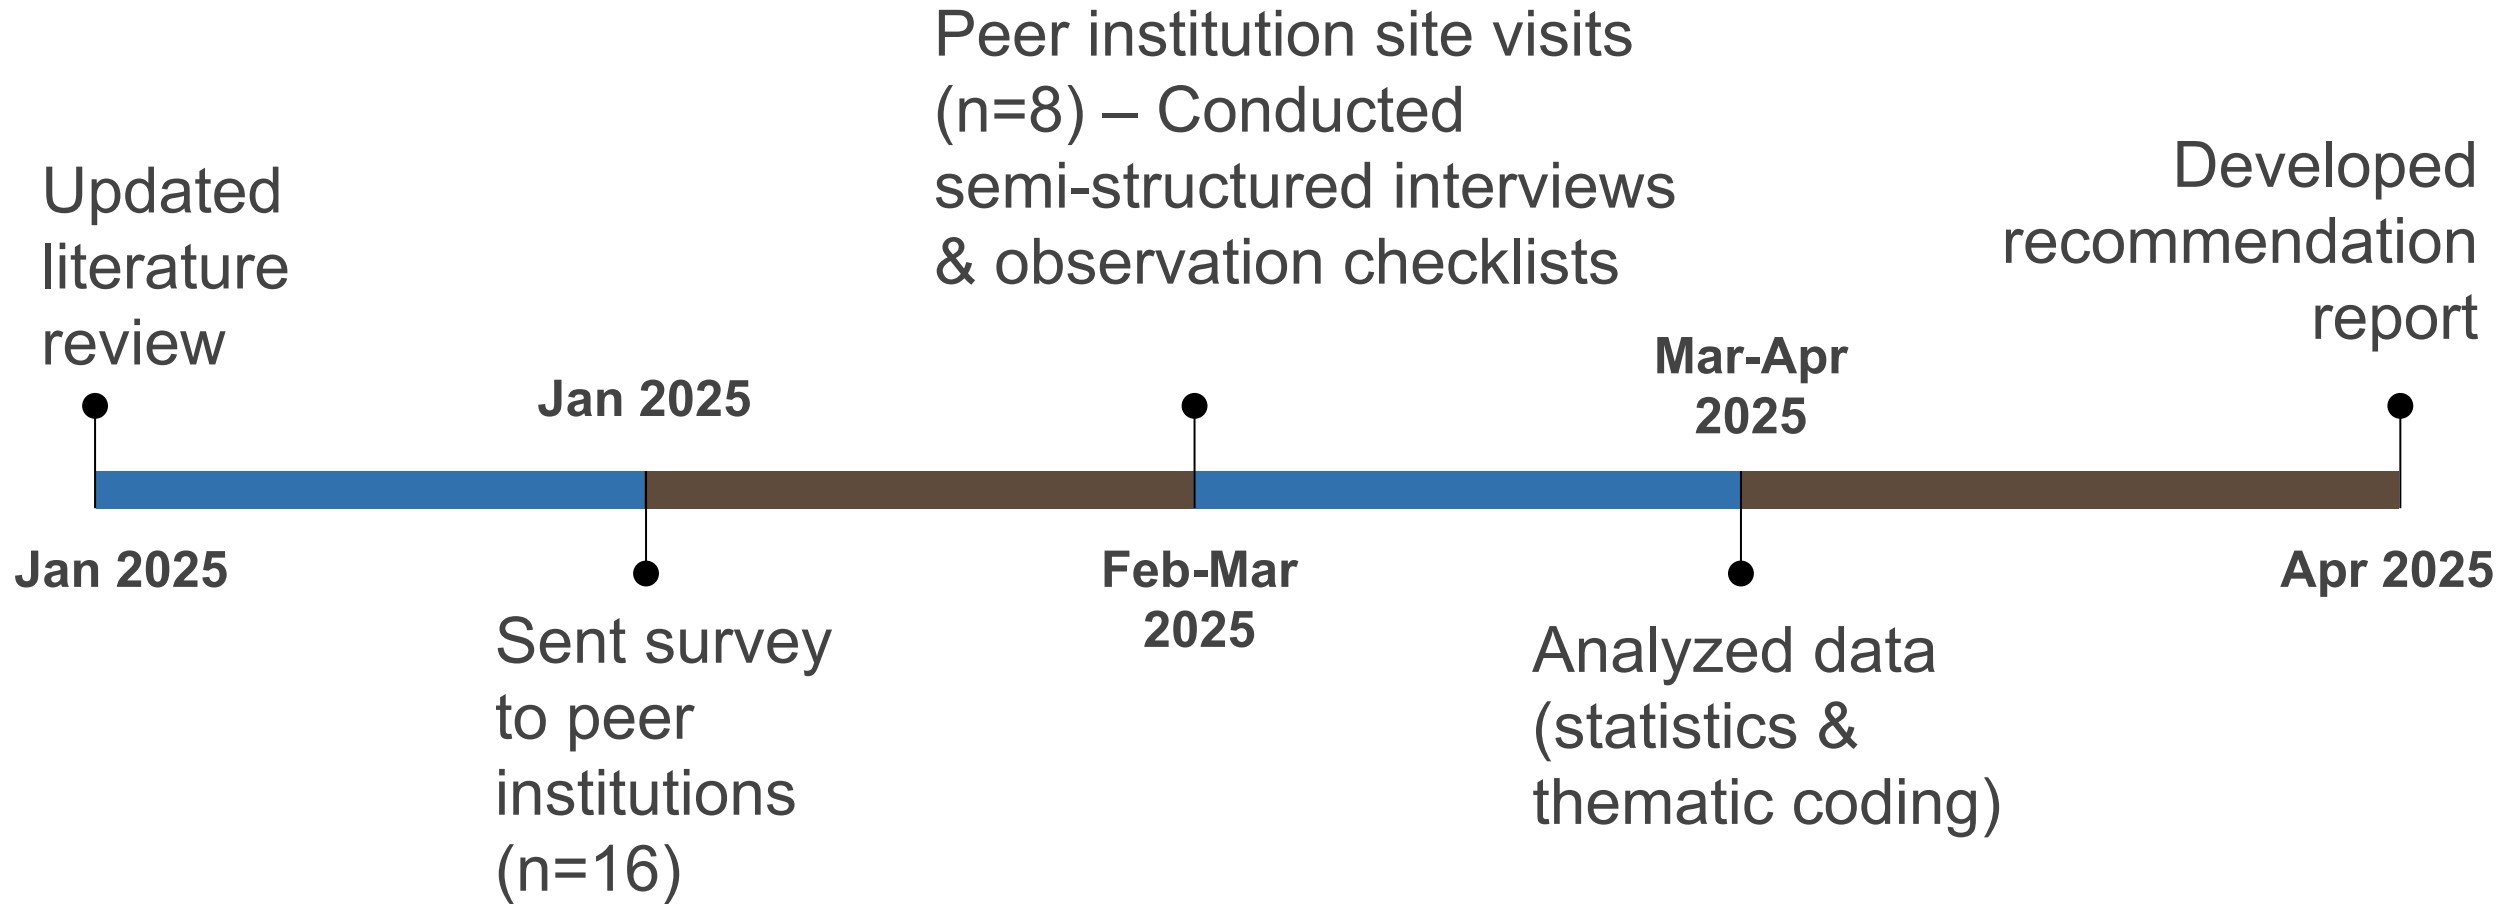 Updated
literature
review
Jan 2025
Jan 2025
Sent survey
to peer
institutions
(n=16)
Peer institution site visits
(n=8) – Conducted
semi-structured interviews
& observation checklists
Feb-Mar
2025
Mar-Apr
2025
Analyzed data
(statistics &
thematic coding)
Developed
recommendation
report
Apr 2025